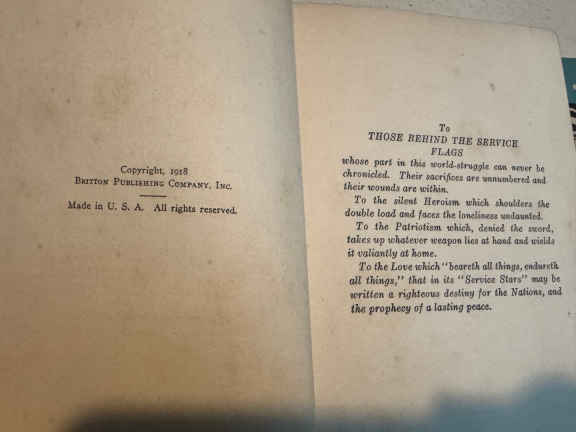 Copyright, 1918
Britton Publishing Company, Inc.
Made in U. S. A. All rights reserved.
To
THOSE BEHIND THE SERVICE
FLAGS
whose part in this world-struggle can never be
chronicled. Their sacrifices are unnumbered and
their wounds are within.
To the silent Heroism which shoulders the
double load and faces the loneliness undaunted.
To the Patriotism which, denied the sword,
takes up whatever weapon lies at hand and wields
it valiantly at home.
To the Love which "beareth all things, endureth
all things," that in its "Service Stars" may be
written a righteous destiny for the Nations, and
the prophecy of a lasting peace.